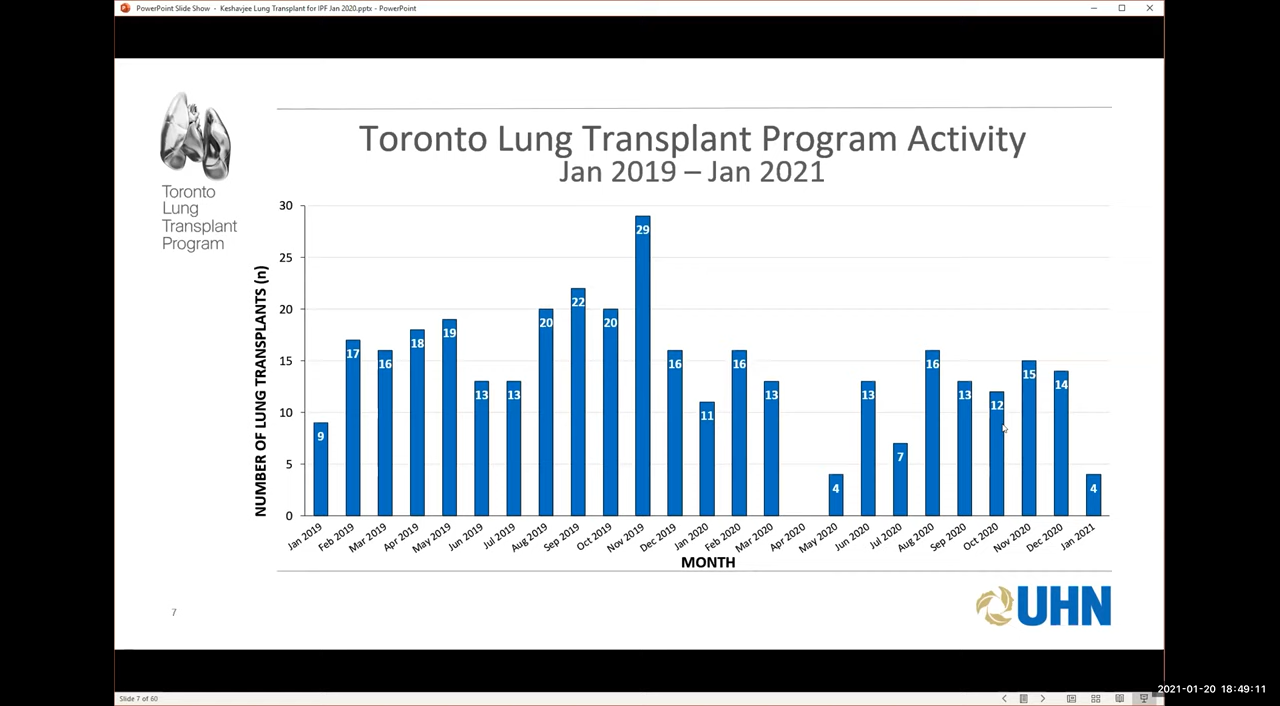 PowerPoint Slide Show - Keshavjee Lung Transplant for IPF Jan 2020.pptx - PowerPoint
Toronto Lung Transplant Program Activity
Jan 2019 – Jan 2021
Toronto
Lung
Transplant
Program
NUMBER OF LUNG TRANSPLANTS (n)
30
25
20
15
10
5
0
9
17
16
18
19
13
13
20
22
20
29
16
11
16
13
4
13
7
16
13
12
15
14
4
Jan 2019
Feb 2019
Mar 2019
Apr 2019
May 2019
Jun 2019
Jul 2019
Aug 2019
Sep 2019
Oct 2019
Nov 2019
Dec 2019
Jan 2020
Feb 2020
Mar 2020
Apr 2020
May 2020
Jun 2020
Jul 2020
Aug 2020
Sep 2020
Oct 2020
Nov 2020
Dec 2020
Jan 2021
MONTH
7
UHN
Slide 7 of 60
2021-01-20 18:49:11